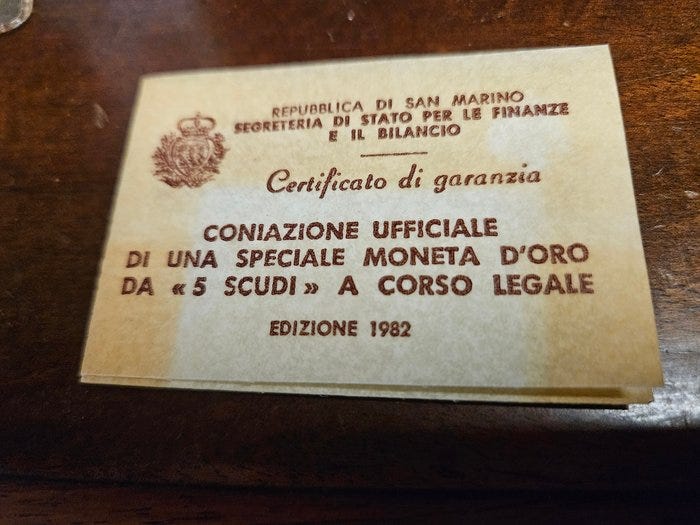 REPUBBLICA DI SAN MARINO
SEGRETERIA DI STATO PER LE FINANZE
E IL BILANCIO
Certificato di garanzia
CONIAZIONE UFFICIALE
DI UNA SPECIALE MONETA D'ORO
DA « 5 SCUDI » A CORSO LEGALE
EDIZIONE 1982